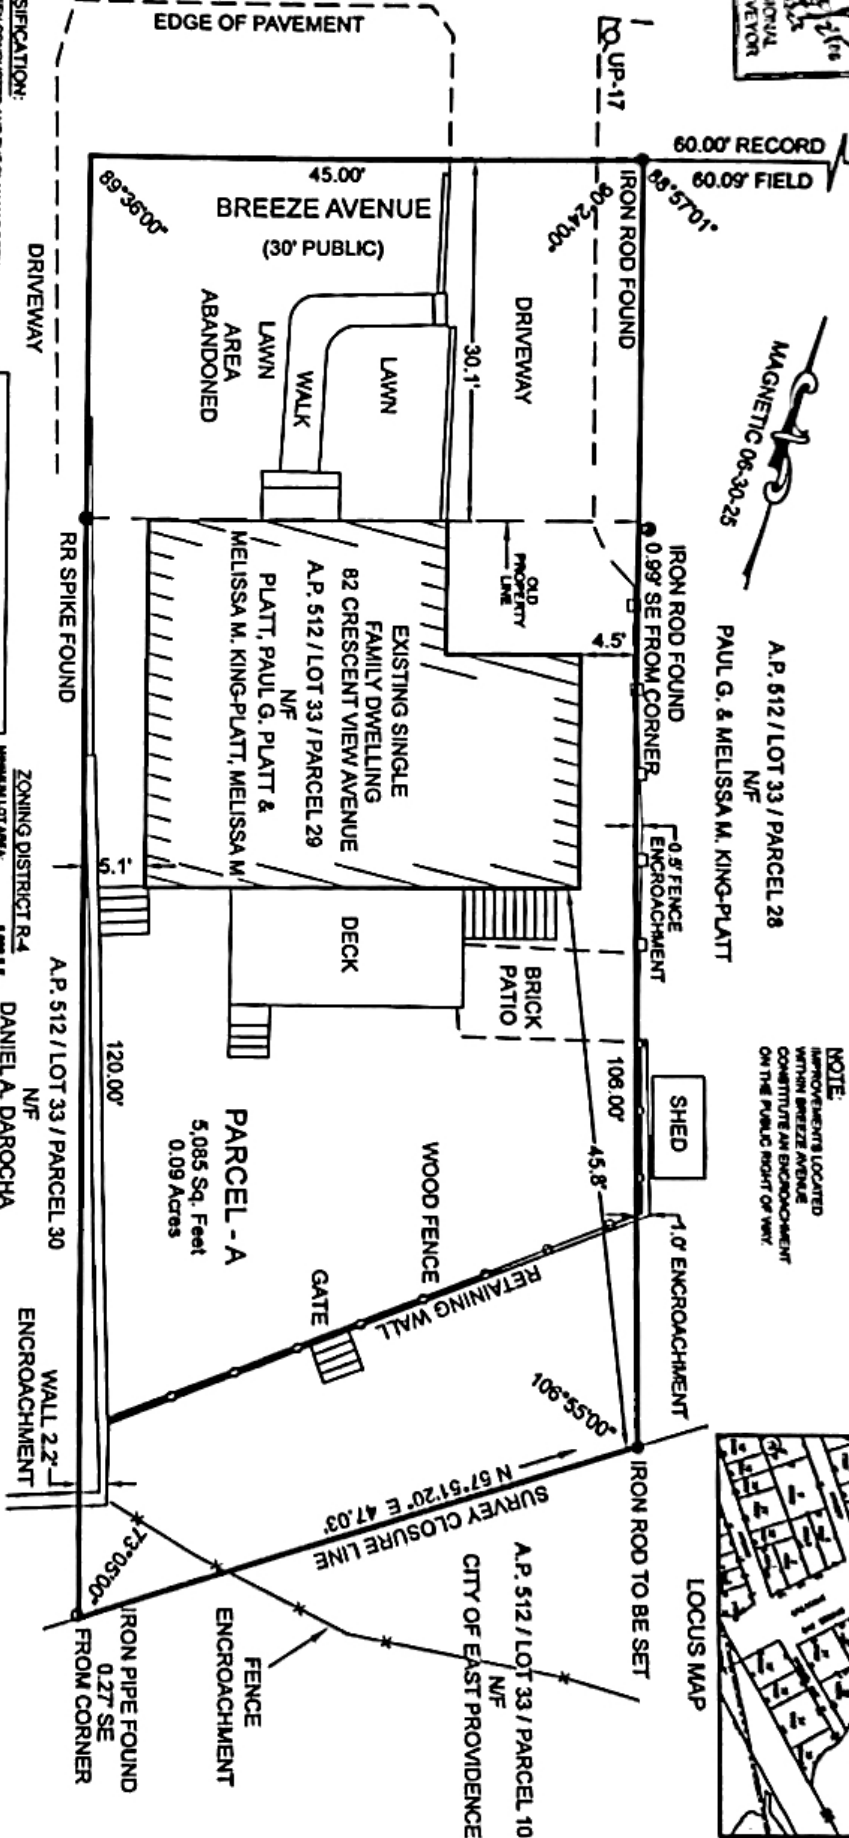 SIFICATION:
EDGE OF PAVEMENT
UP-17
IONAL
VEYOR
60.00' RECORD
60.09' FIELD
88°57'01"
IRON ROD FOUND
90°24'00"
45.00'
BREEZE AVENUE
(30' PUBLIC)
89°36'00"
DRIVEWAY
DRIVEWAY
30.1'
LAWN
WALK
LAWN
AREA
ABANDONED
MAGNETIC 06-30-25
IRON ROD FOUND
0.99' SE FROM CORNER
OLD
PROPERTY
LINE
4.5'
RR SPIKE FOUND
EXISTING SINGLE
FAMILY DWELLING
82 CRESCENT VIEW AVENUE
A.P. 512 / LOT 33 / PARCEL 29
N/F
PLATT, PAUL G. PLATT &
MELISSA M. KING-PLATT, MELISSA M
A.P. 512 / LOT 33 / PARCEL 28
N/F
PAUL G. & MELISSA M. KING-PLATT
0.5' FENCE
ENCROACHMENT
5.1'
ZONING DISTRICT R-4
MINIMUM LOT AREA:
DECK
BRICK
PATIO
NOTE:
IMPROVEMENTS LOCATED
WITHIN BREEZE AVENUE
CONSTITUTE AN ENCROACHMENT
ON THE PUBLIC RIGHT OF WAY.
SHED
106.00'
45.8'
120.00'
A.P. 512 / LOT 33 / PARCEL 30
N/F
DANIEL A. DAROCHA
PARCEL - A
5,085 Sq. Feet
0.09 Acres
WOOD FENCE
RETAINING WALL
GATE
1.0' ENCROACHMENT
106°55'00"
WALL 2.2'
ENCROACHMENT
N 57°51'20" E 47.03'
SURVEY CLOSURE LINE
73°05'00"
IRON ROD TO BE SET
LOCUS MAP
A.P. 512 / LOT 33 / PARCEL 10
N/F
CITY OF EAST PROVIDENCE
FENCE
ENCROACHMENT
IRON PIPE FOUND
0.27' SE
FROM CORNER